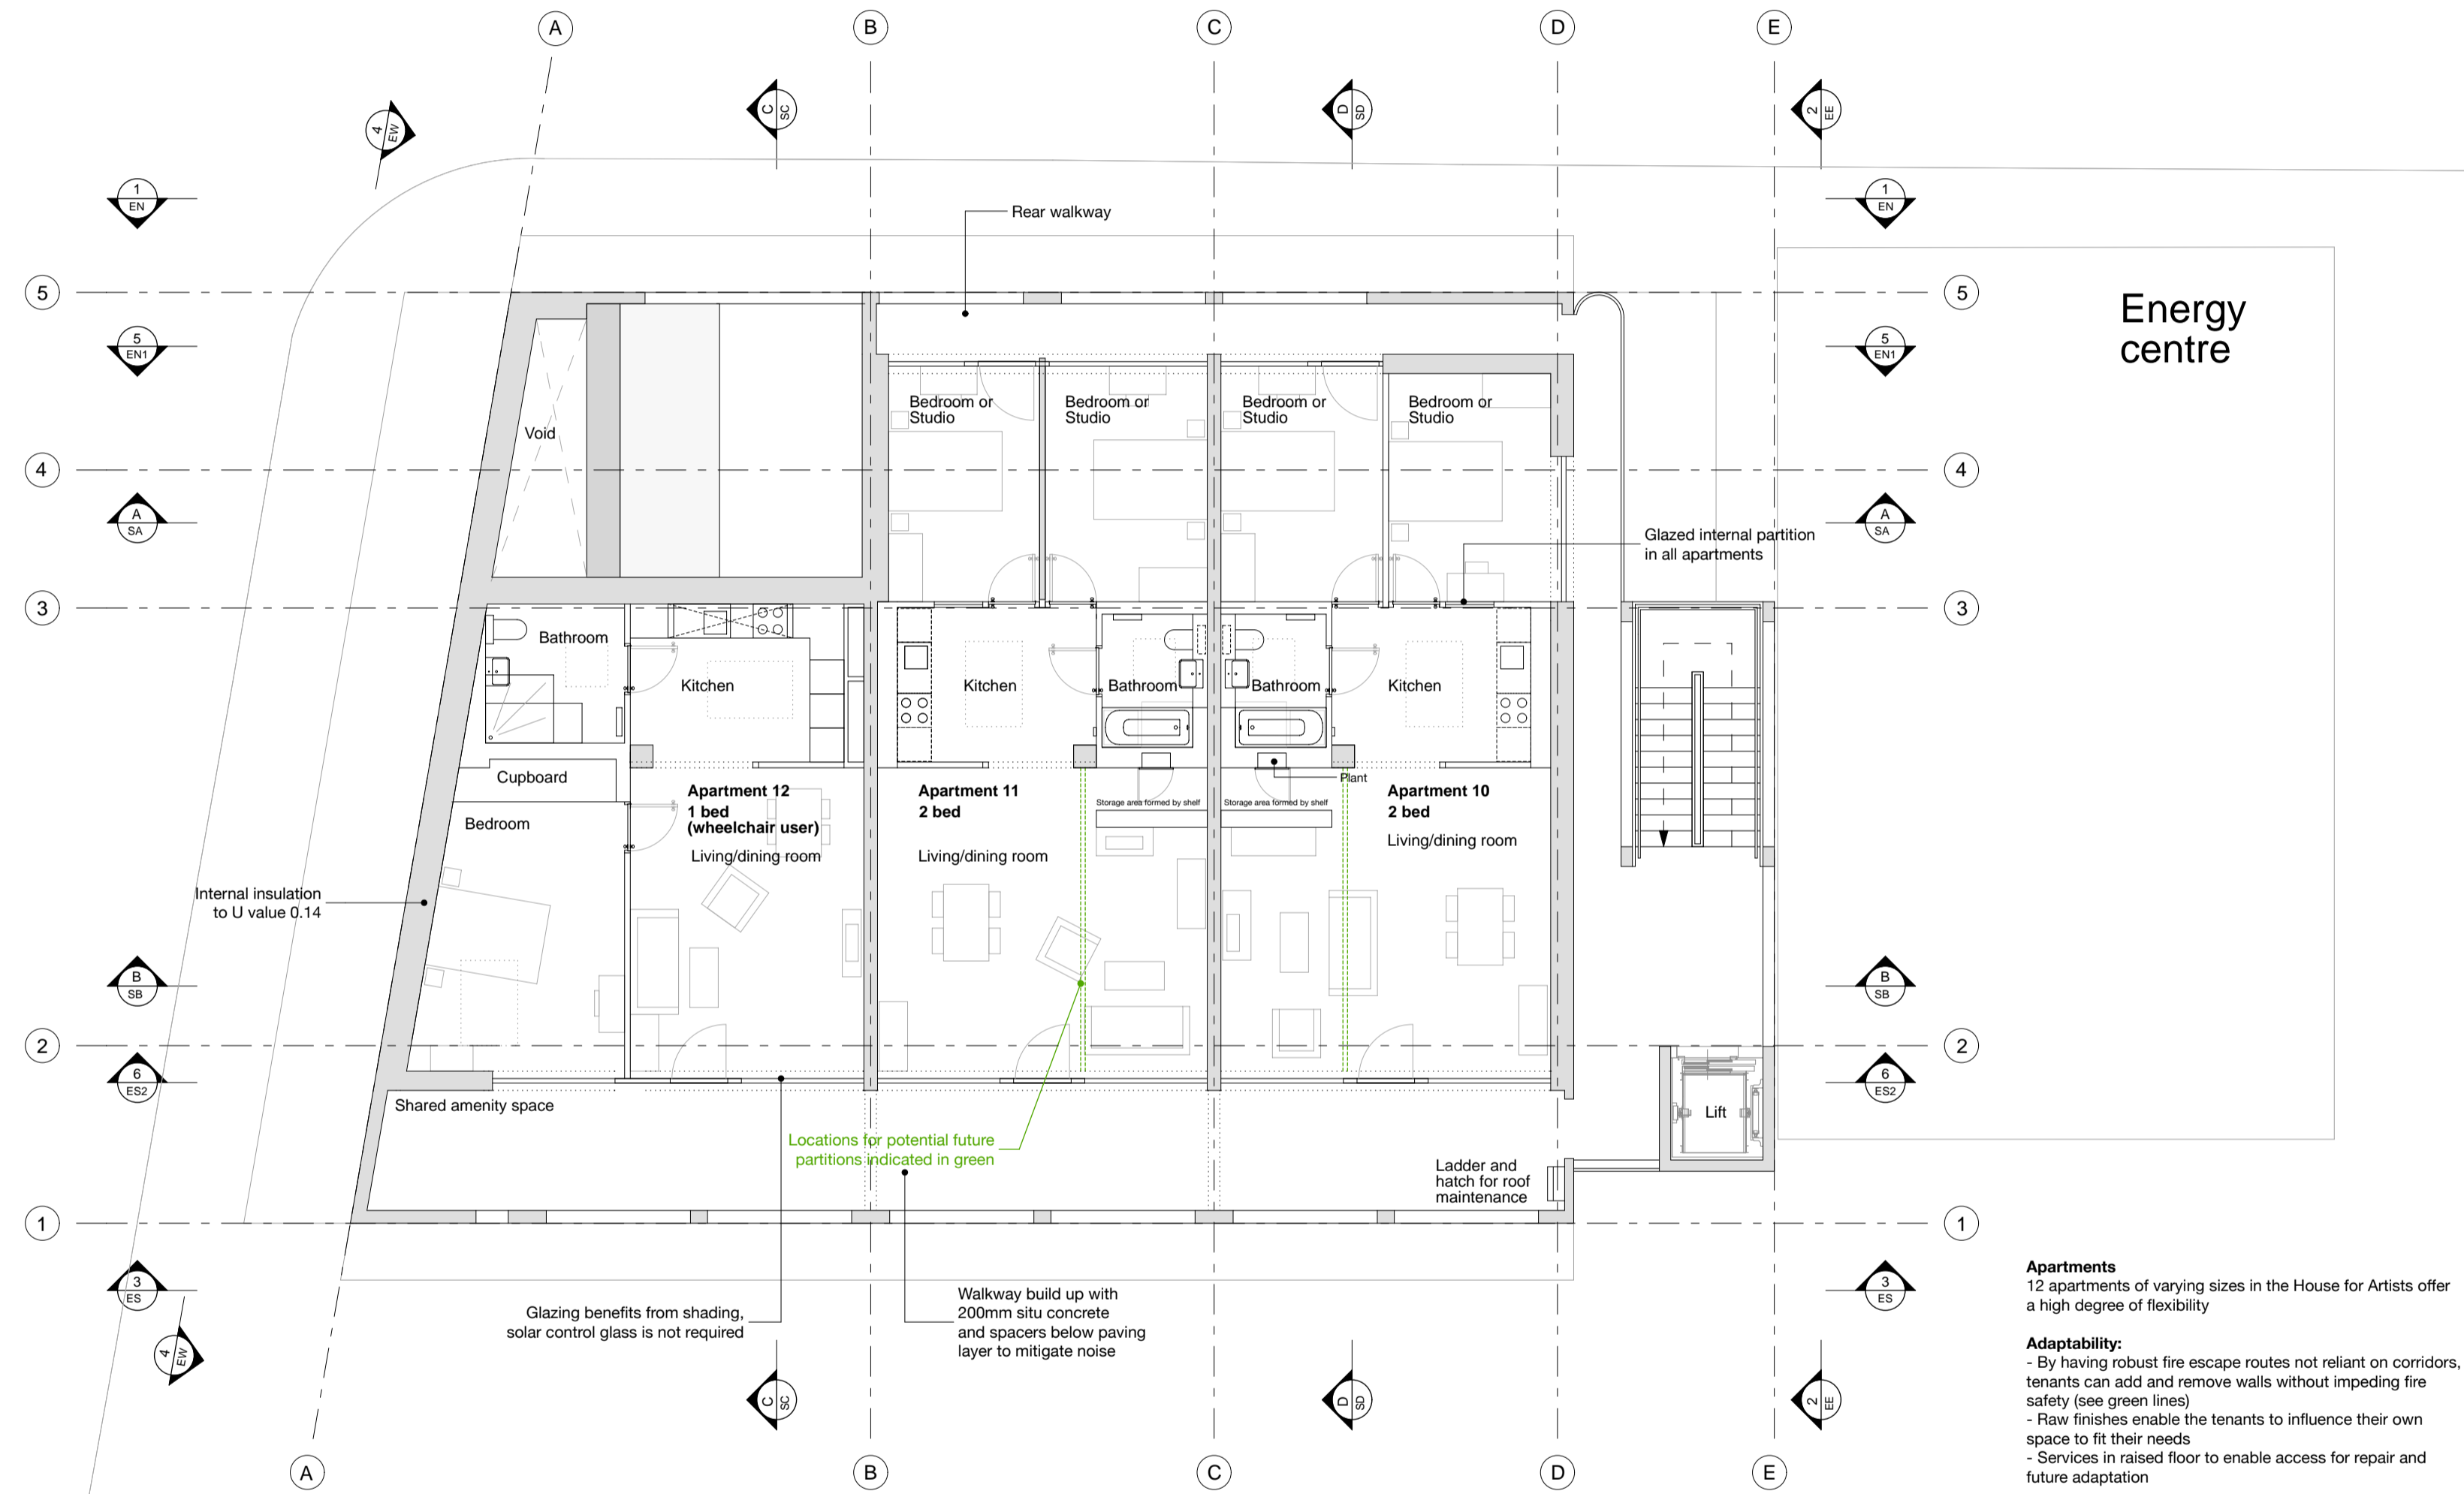 A
B
C
D
E
4
EW
C
SC
D
SD
2
EE
1
EN
1
EN
Rear walkway
5
5
Energy
centre
5
EN1
5
EN1
Bedroom or
Studio
Bedroom or
Studio
Bedroom or
Studio
Bedroom or
Studio
Void
4
4
A
SA
A
SA
Glazed internal partition
in all apartments
3
3
Bathroom
Kitchen
Kitchen
Bathroom
Bathroom
Kitchen
Cupboard
Plant
Apartment 12
1 bed
(wheelchair user)
Living/dining room
Apartment 11
2 bed
Living/dining room
Storage area formed by shelf
Storage area formed by shelf
Apartment 10
2 bed
Living/dining room
Bedroom
Internal insulation
to U value 0.14
B
SB
B
SB
2
2
6
ES2
6
ES2
Shared amenity space
Lift
Locations for potential future
partitions indicated in green
Ladder and
hatch for roof
maintenance
1
1
3
ES
3
ES
4
EW
Glazing benefits from shading,
solar control glass is not required
Walkway build up with
200mm situ concrete
and spacers below paving
layer to mitigate noise
C
SC
D
SD
2
EE
A
B
C
D
E
Apartments
12 apartments of varying sizes in the House for Artists offer
a high degree of flexibility
Adaptability:
- By having robust fire escape routes not reliant on corridors,
tenants can add and remove walls without impeding fire
safety (see green lines)
- Raw finishes enable the tenants to influence their own
space to fit their needs
- Services in raised floor to enable access for repair and
future adaptation